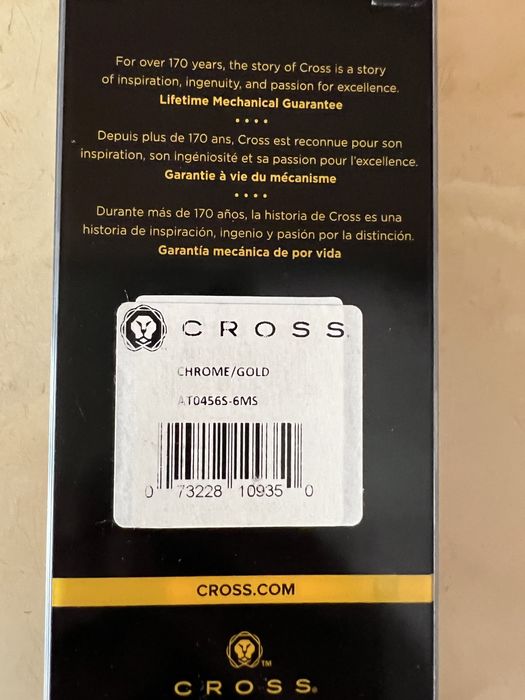 For over 170 years, the story of Cross is a story
of inspiration, ingenuity, and passion for excellence.
Lifetime Mechanical Guarantee
• • • •
Depuis plus de 170 ans, Cross est reconnue pour son
inspiration, son ingéniosité et sa passion pour l'excellence.
Garantie à vie du mécanisme
• • • •
Durante más de 170 años, la historia de Cross es una
historia de inspiración, ingenio y pasión por la distinción.
Garantía mecánica de por vida
CROSS
CHROME/GOLD
AT0456S-6MS
0 73228 10935 0
CROSS.COM
TM
CROSS